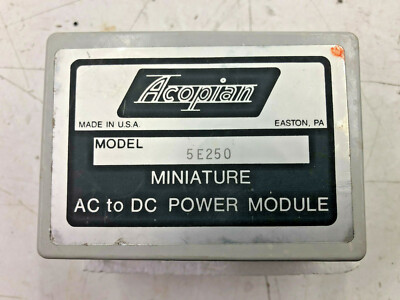 Acopian
MADE IN U.S.A. EASTON, PA
MODEL
5E250
MINIATURE
AC to DC POWER MODULE